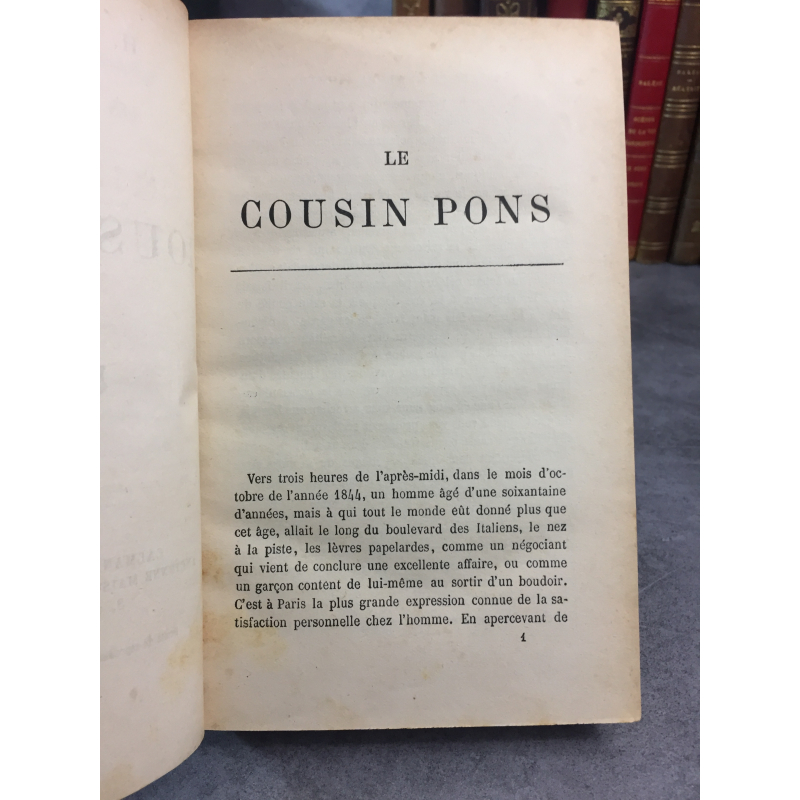 LE
COUSIN PONS
Vers trois heures de l'après-midi, dans le mois d'oc-
tobre de l'année 1844, un homme âgé d'une soixantaine
d'années, mais à qui tout le monde eût donné plus que
cet âge, allait le long du boulevard des Italiens, le nez
à la piste, les lèvres papelardes, comme un négociant
qui vient de conclure une excellente affaire, ou comme
un garçon content de lui-même au sortir d'un boudoir.
C'est à Paris la plus grande expression connue de la sa-
tisfaction personnelle chez l'homme. En apercevant de
1